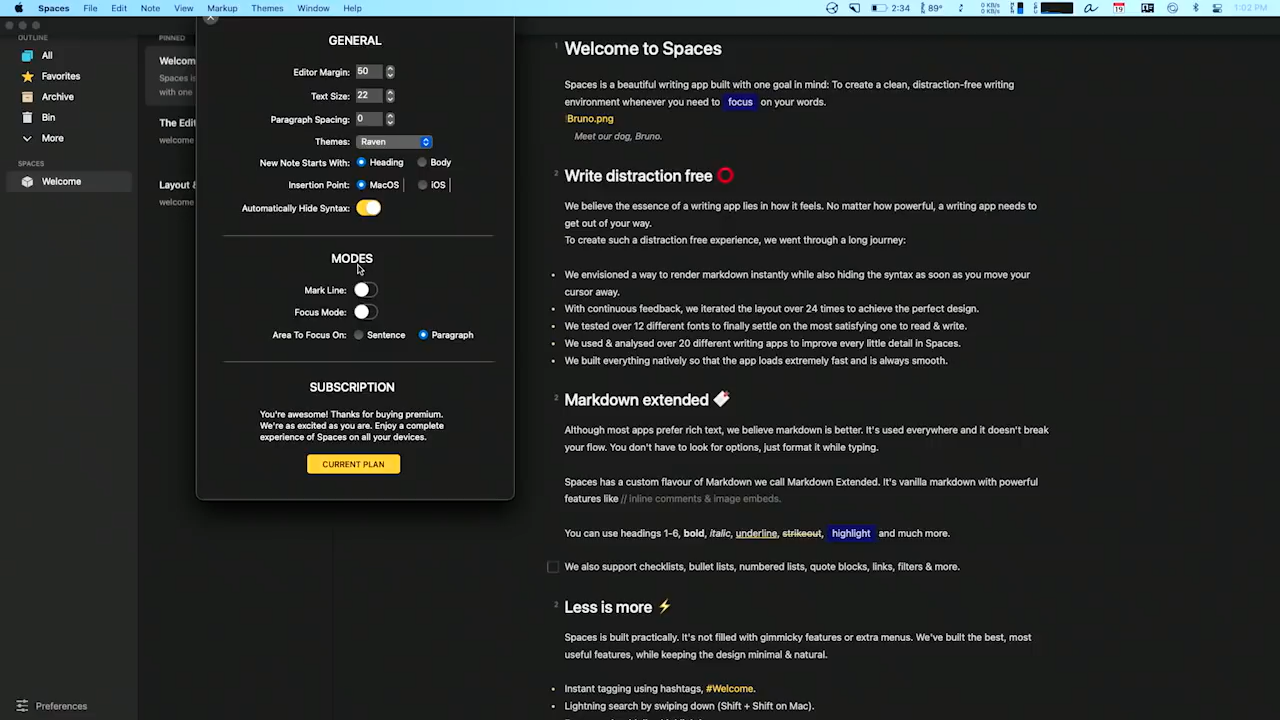 Spaces File Edit Note View Markup Themes Window Help
2:34
89°
0 KB/s
0 KB/s
19
1:02 PM
OUTLINE
All
Favorites
Archive
Bin
More
SPACES
Welcome
Preferences
PINNED
Welcom
Spaces is
with one
The Edit
welcome
Layout &
welcome
GENERAL
Editor Margin: 50
Text Size: 22
Paragraph Spacing: 0
Themes: Raven
New Note Starts With: Heading Body
Insertion Point: MacOS iOS
Automatically Hide Syntax:
MODES
Mark Line:
Focus Mode:
Area To Focus On: Sentence Paragraph
SUBSCRIPTION
You're awesome! Thanks for buying premium.
We're as excited as you are. Enjoy a complete
experience of Spaces on all your devices.
CURRENT PLAN
1 Welcome to Spaces
Spaces is a beautiful writing app built with one goal in mind: To create a clean, distraction-free writing
environment whenever you need to focus on your words.
Bruno.png
Meet our dog, Bruno.
2 Write distraction free
We believe the essence of a writing app lies in how it feels. No matter how powerful, a writing app needs to
get out of your way.
To create such a distraction free experience, we went through a long journey:
• We envisioned a way to render markdown instantly while also hiding the syntax as soon as you move your
cursor away.
• With continuous feedback, we iterated the layout over 24 times to achieve the perfect design.
• We tested over 12 different fonts to finally settle on the most satisfying one to read & write.
• We used & analysed over 20 different writing apps to improve every little detail in Spaces.
• We built everything natively so that the app loads extremely fast and is always smooth.
2 Markdown extended
Although most apps prefer rich text, we believe markdown is better. It's used everywhere and it doesn't break
your flow. You don't have to look for options, just format it while typing.
Spaces has a custom flavour of Markdown we call Markdown Extended. It's vanilla markdown with powerful
features like // Inline comments & image embeds.
You can use headings 1-6, bold, italic, underline, strikeout, highlight and much more.
We also support checklists, bullet lists, numbered lists, quote blocks, links, filters & more.
2 Less is more
Spaces is built practically. It's not filled with gimmicky features or extra menus. We've built the best, most
useful features, while keeping the design minimal & natural.
• Instant tagging using hashtags, #Welcome.
• Lightning search by swiping down (Shift + Shift on Mac).